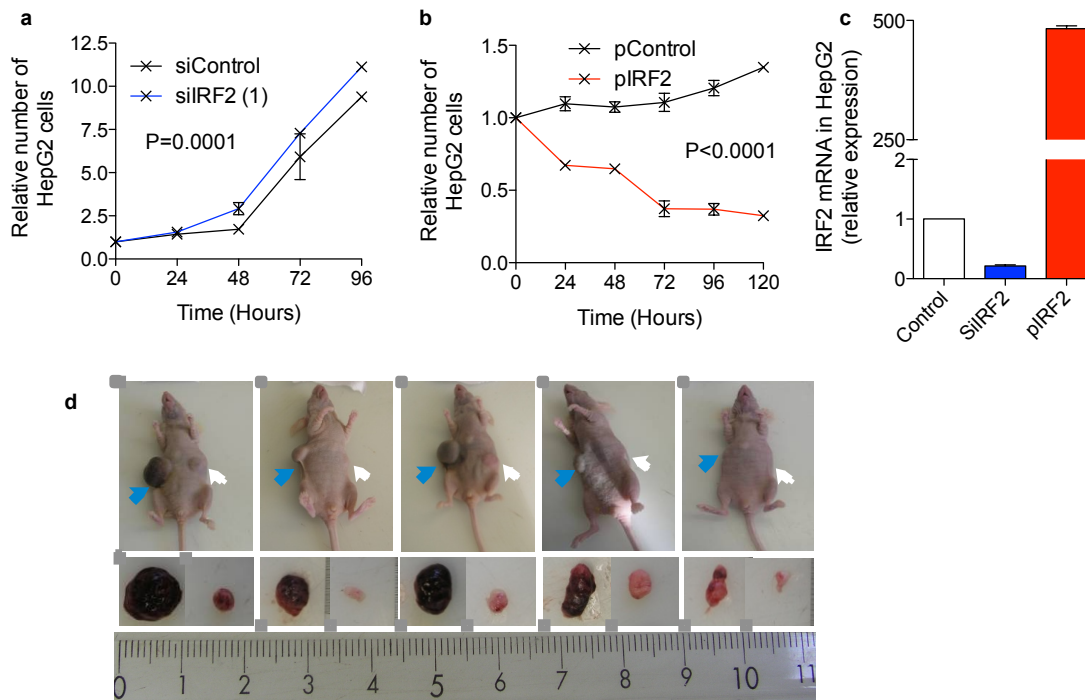 a
Relative number of
HepG2 cells
12.5
10.0
7.5
5.0
2.5
0.0
siControl
siIRF2 (1)
P=0.0001
0 24 48 72 96
Time (Hours)
b
Relative number of
HepG2 cells
1.5
1.0
0.5
0.0
pControl
pIRF2
P<0.0001
0 24 48 72 96 120
Time (Hours)
c
IRF2 mRNA in HepG2
(relative expression)
500
250
2
1
0
Control
SiIRF2
pIRF2
d
0 1 2 3 4 5 6 7 8 9 10 11